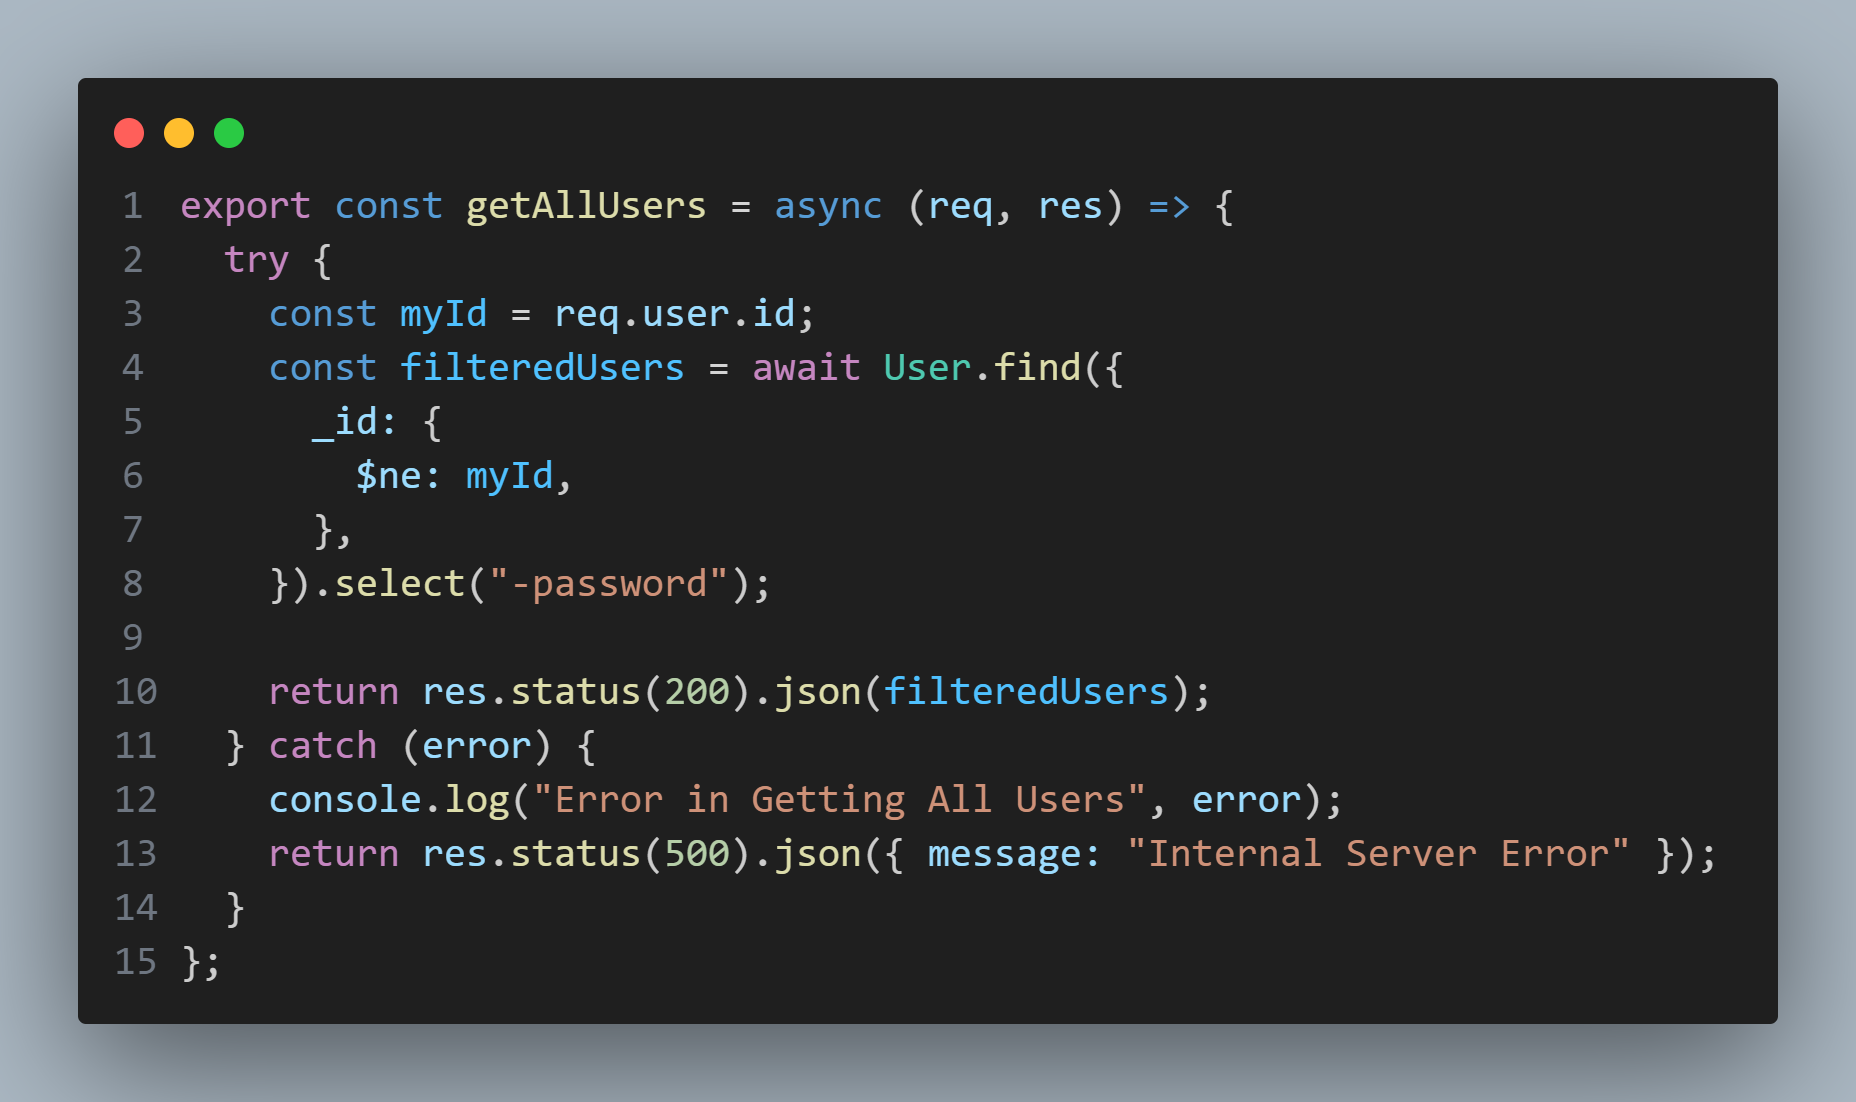 1 export const getAllUsers = async (req, res) => {
2   try {
3     const myId = req.user.id;
4     const filteredUsers = await User.find({
5       _id: {
6         $ne: myId,
7       },
8     }).select("-password");
9
10     return res.status(200).json(filteredUsers);
11   } catch (error) {
12     console.log("Error in Getting All Users", error);
13     return res.status(500).json({ message: "Internal Server Error" });
14   }
15 };